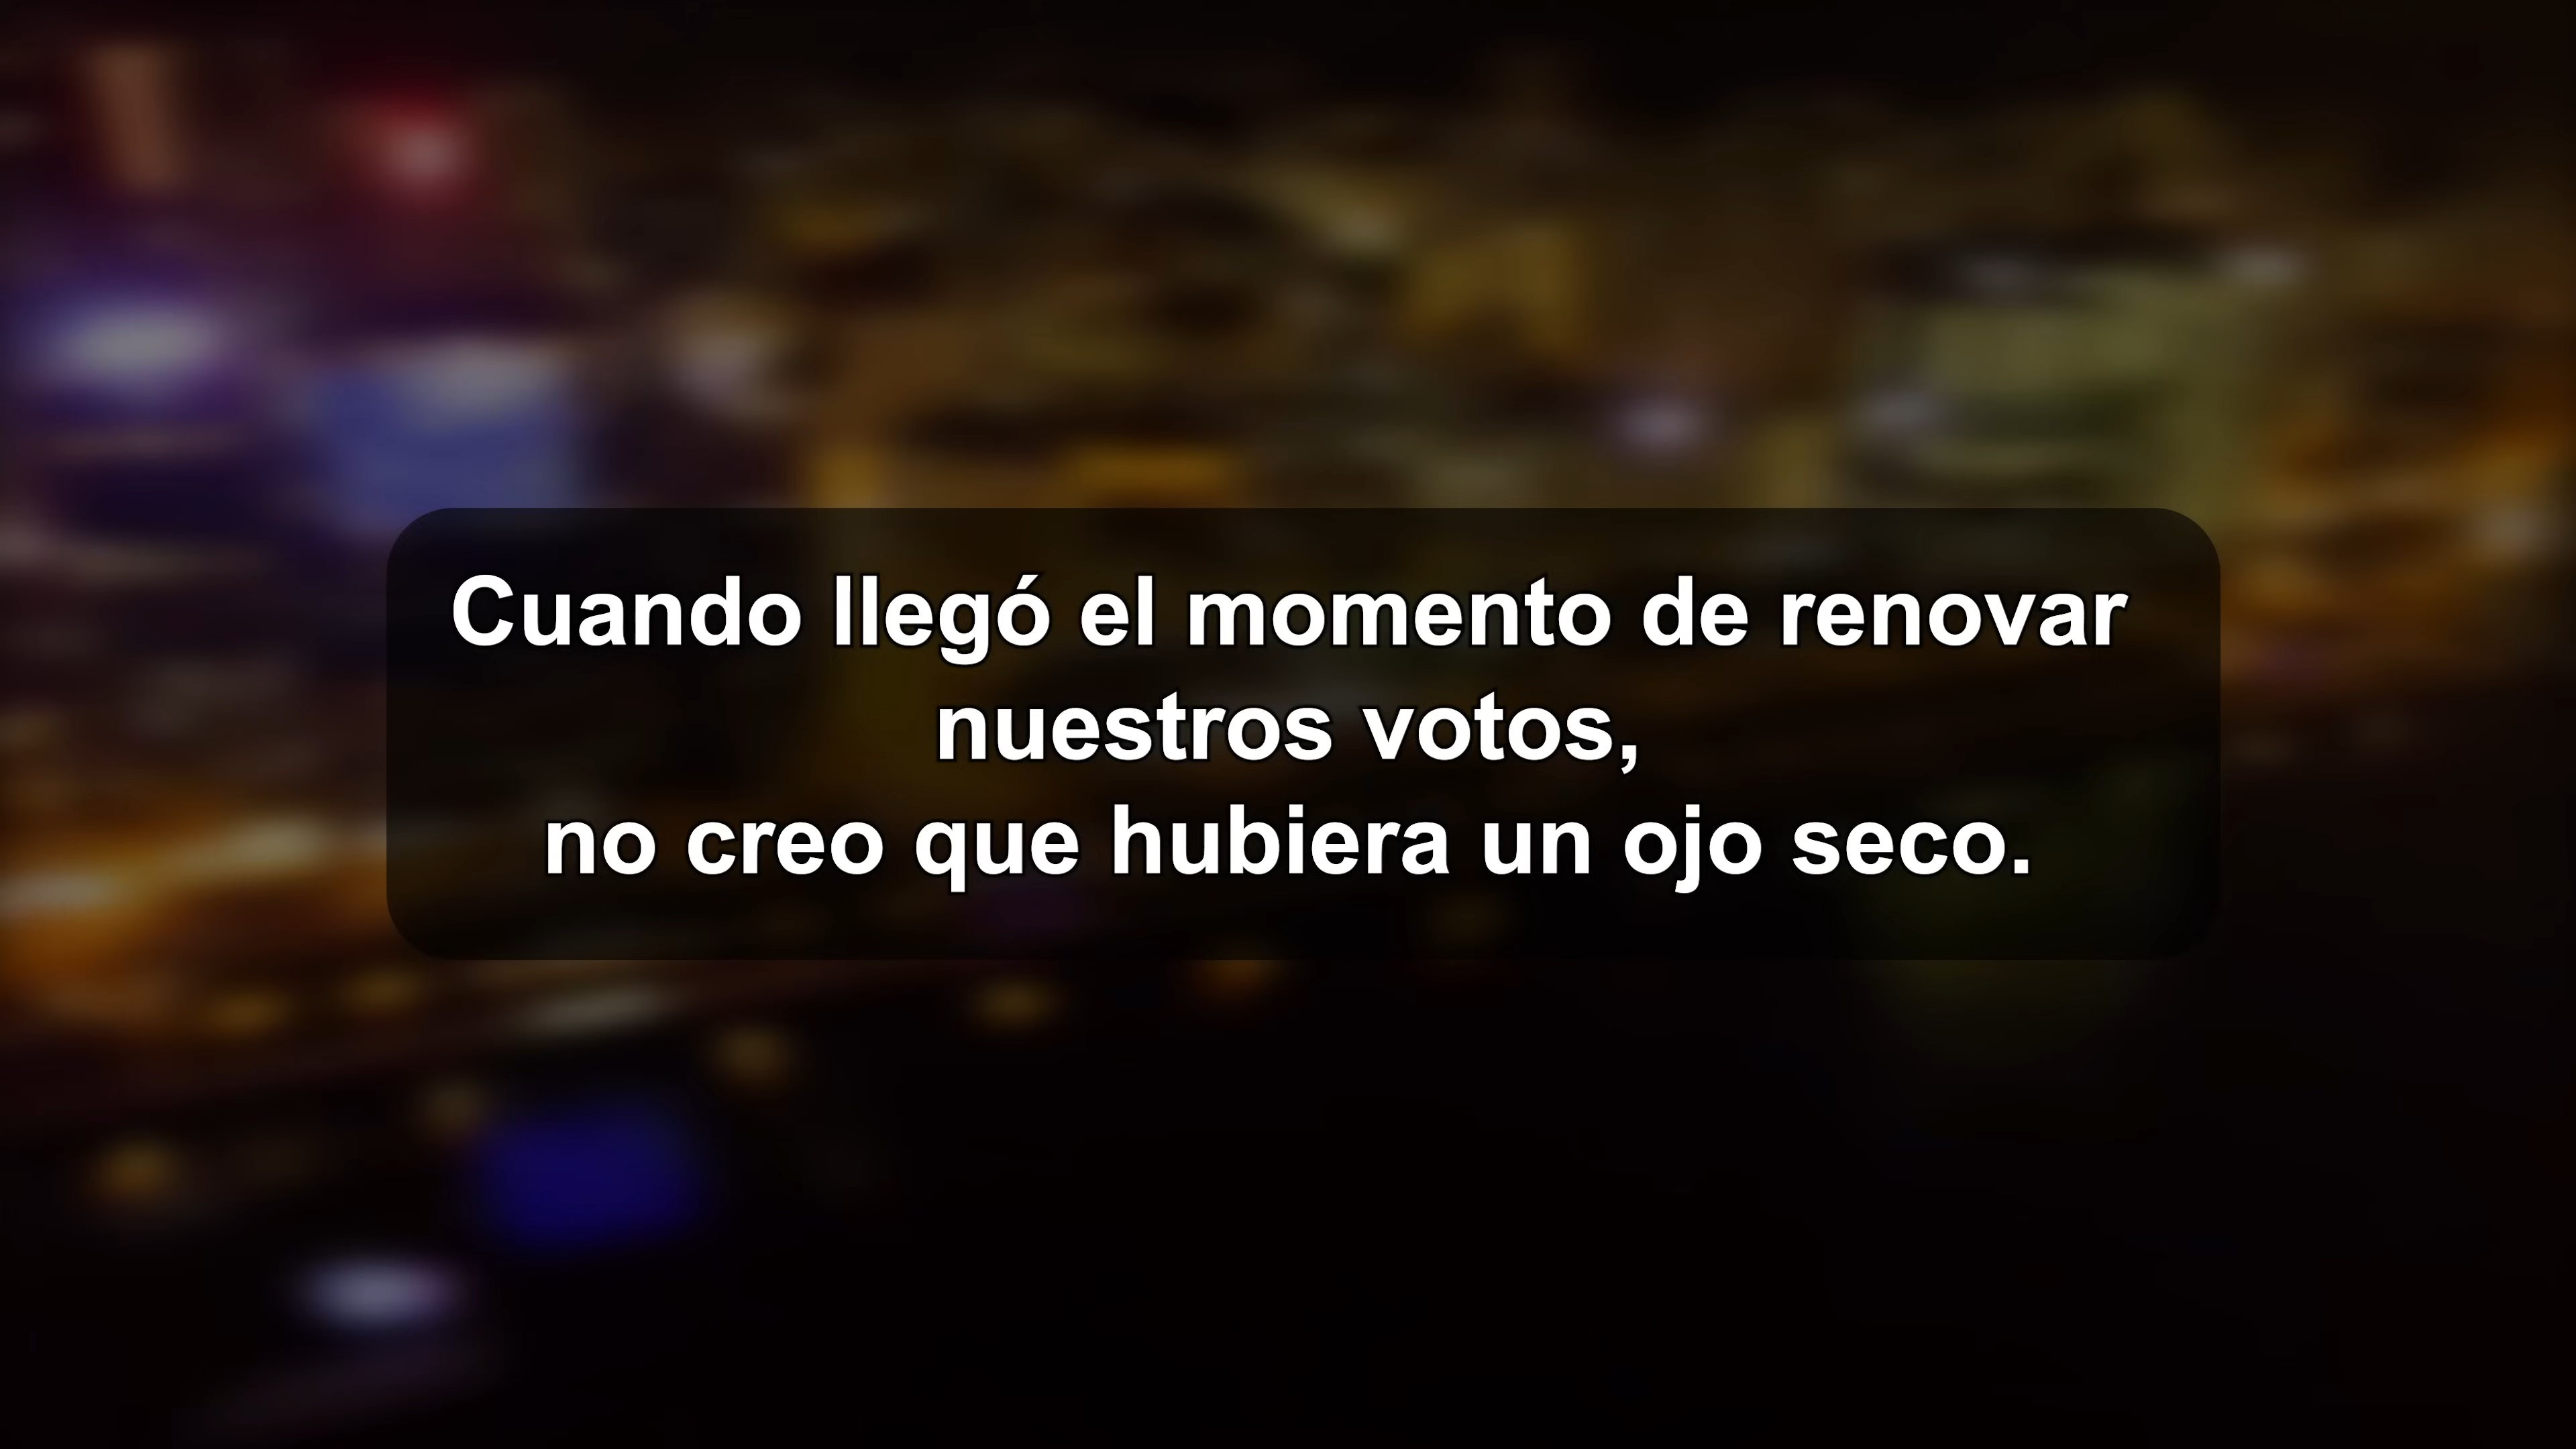 Cuando llegó el momento de renovar
nuestros votos,
no creo que hubiera un ojo seco.